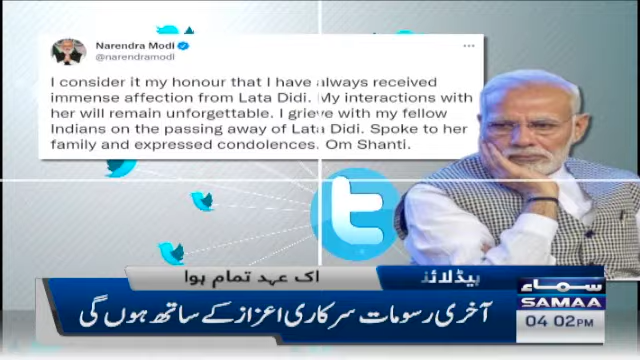 Narendra Modi
@narendramodi
I consider it my honour that I have always received
immense affection from Lata Didi. My interactions with
her will remain unforgettable. I grieve with my fellow
Indians on the passing away of Lata Didi. Spoke to her
family and expressed condolences. Om Shanti.
ہیڈلائنز
اک عہد تمام ہوا
آخری رسومات سرکاری اعزاز کے ساتھ ہوں گی
سماء
SAMAA
04 02PM